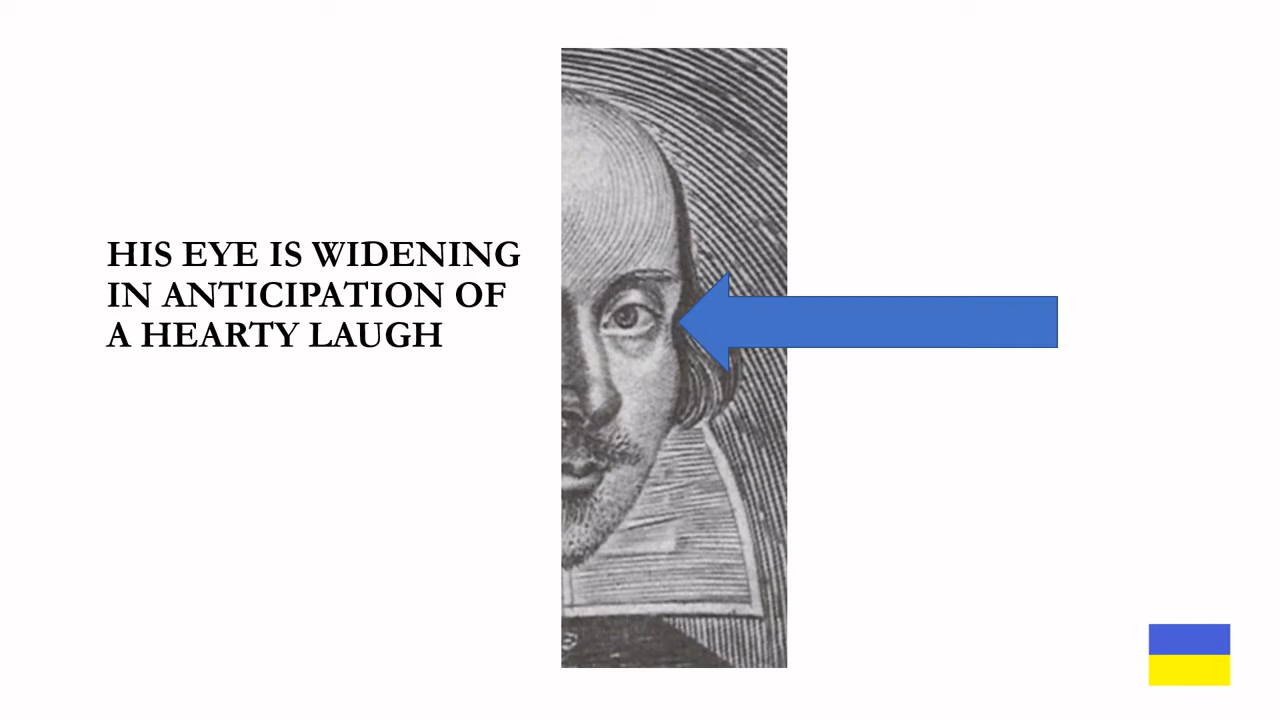 HIS EYE IS WIDENING
IN ANTICIPATION OF
A HEARTY LAUGH